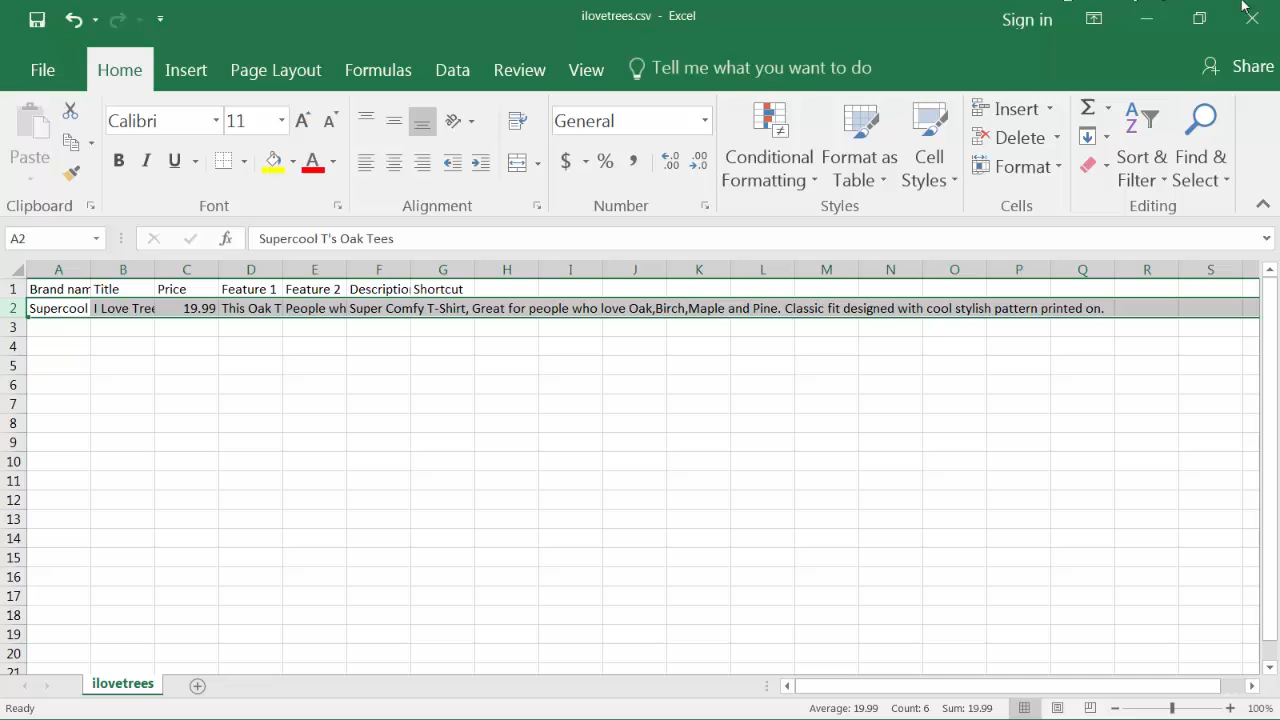 ilovetrees.csv - Excel
Sign in
File Home Insert Page Layout Formulas Data Review View Tell me what you want to do Share
Paste
Clipboard
Calibri 11
B I U
Font
Alignment
General
$ % ,
Number
Conditional Formatting
Format as Table
Cell Styles
Styles
Insert
Delete
Format
Cells
Sort & Filter
Find & Select
Editing
A2 fx Supercool T's Oak Tees
A B C D E F G H I J K L M N O P Q R S
1 Brand nam Title Price Feature 1 Feature 2 Descriptio Shortcut
2 Supercool I Love Tree 19.99 This Oak T People wh Super Comfy T-Shirt, Great for people who love Oak,Birch,Maple and Pine. Classic fit designed with cool stylish pattern printed on.
3
4
5
6
7
8
9
10
11
12
13
14
15
16
17
18
19
20
21
ilovetrees
Ready Average: 19.99 Count: 6 Sum: 19.99 100%